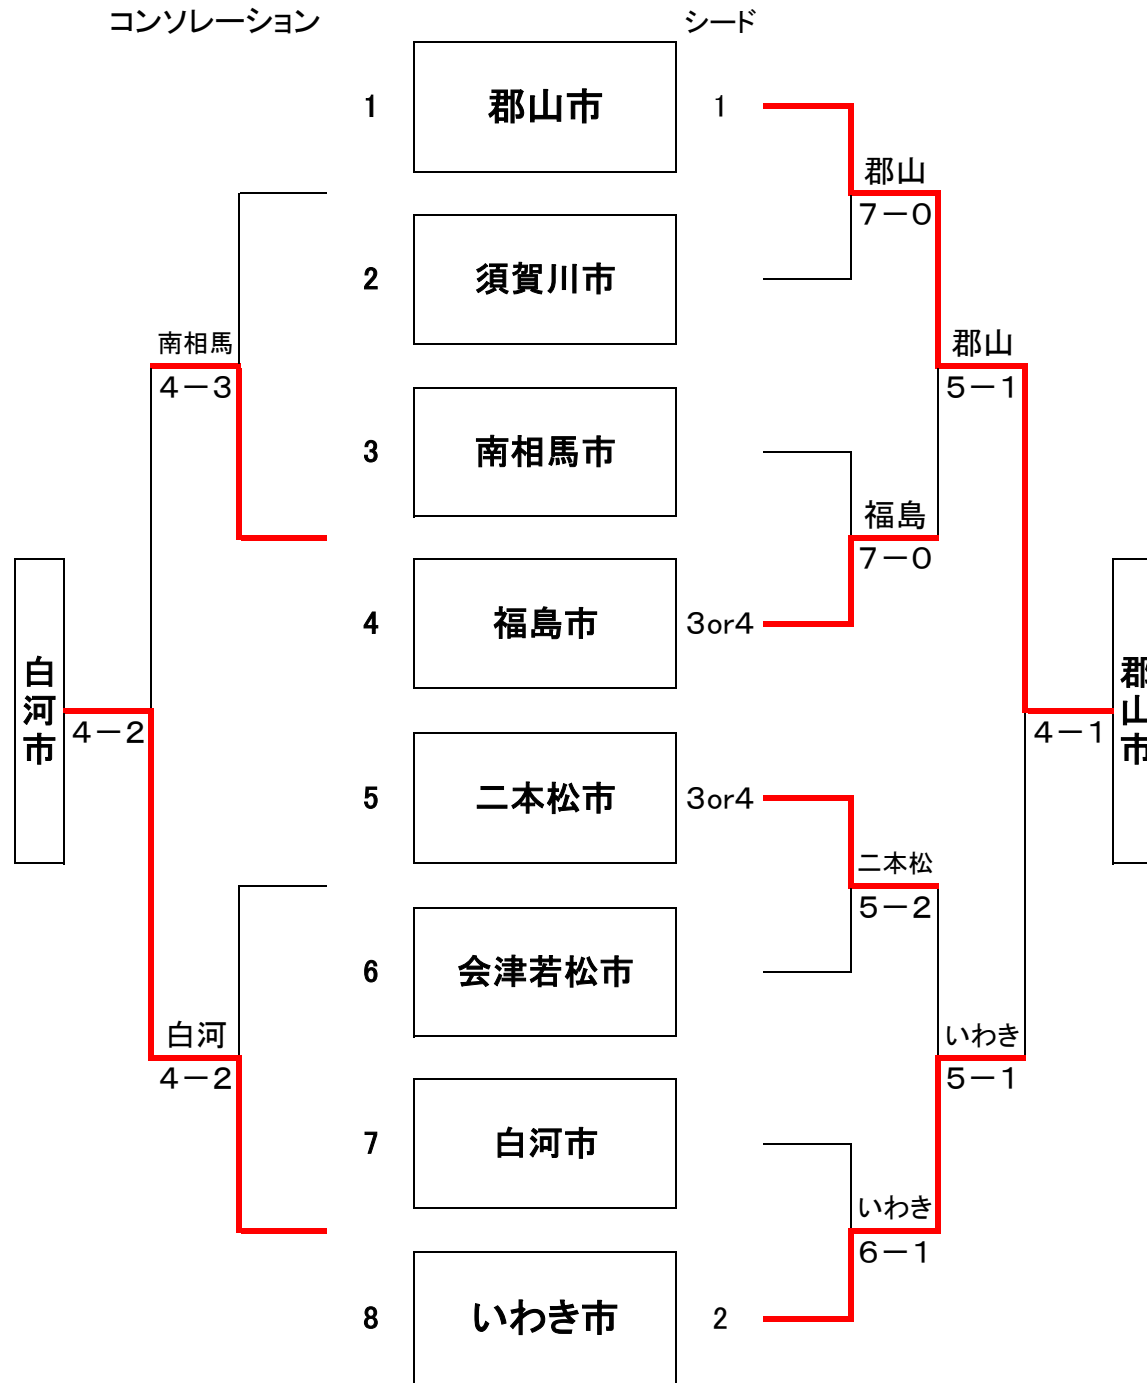 コンソレーション
シード
1
郡山市
1
郡山
7－0
2
須賀川市
南相馬
4－3
郡山
5－1
3
南相馬市
福島
7－0
4
福島市
3or4
白河市
4－2
郡山市
4－1
5
二本松市
3or4
二本松
5－2
6
会津若松市
白河
4－2
いわき
5－1
7
白河市
いわき
6－1
8
いわき市
2